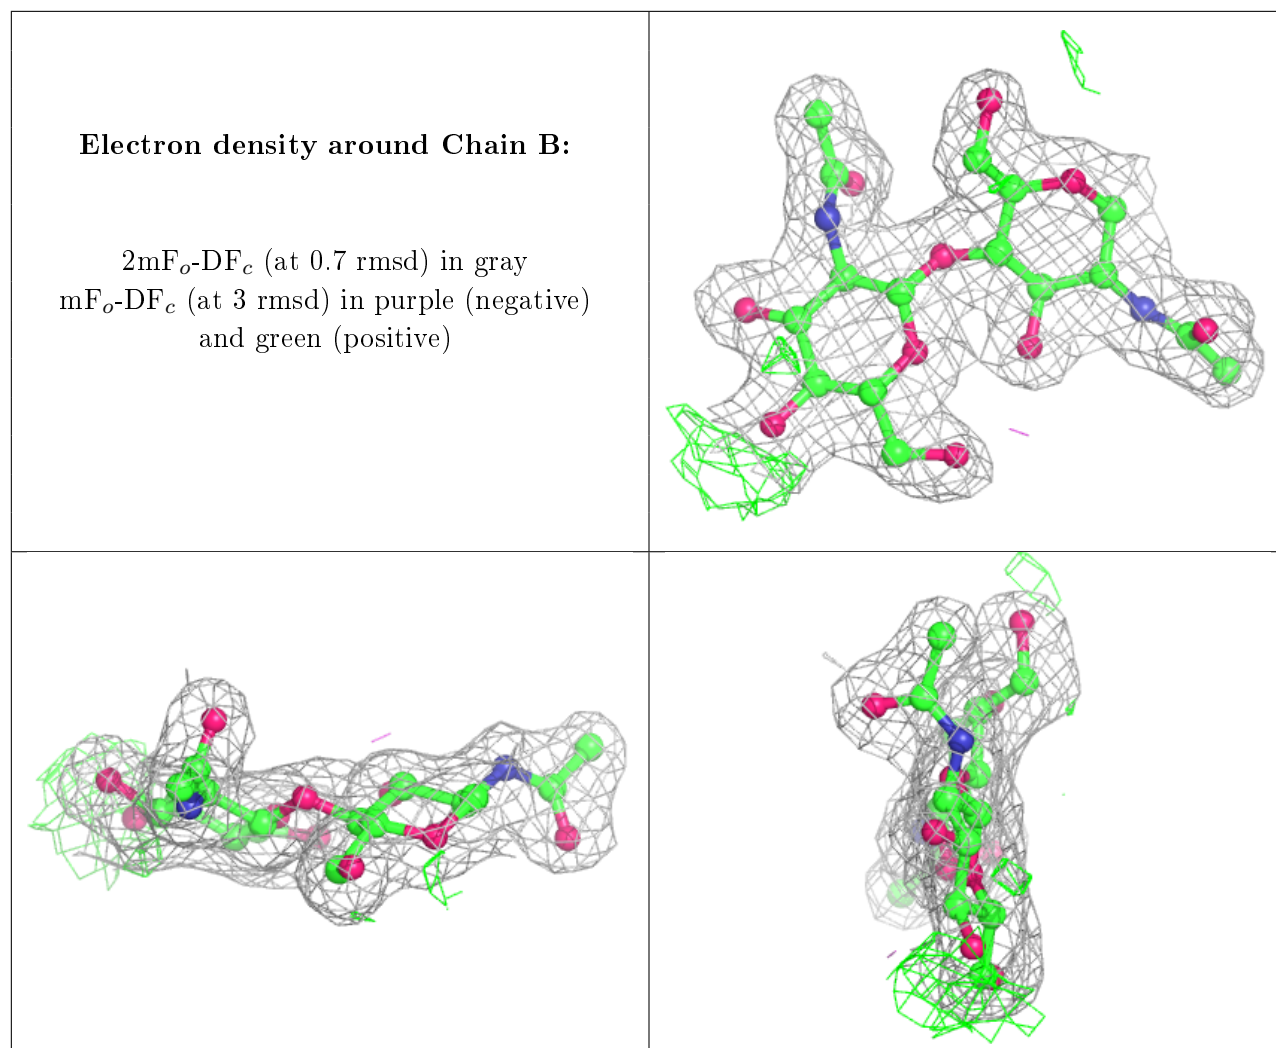 Electron density around Chain B:
2mFo-DFc (at 0.7 rmsd) in gray
mFo-DFc (at 3 rmsd) in purple (negative)
and green (positive)